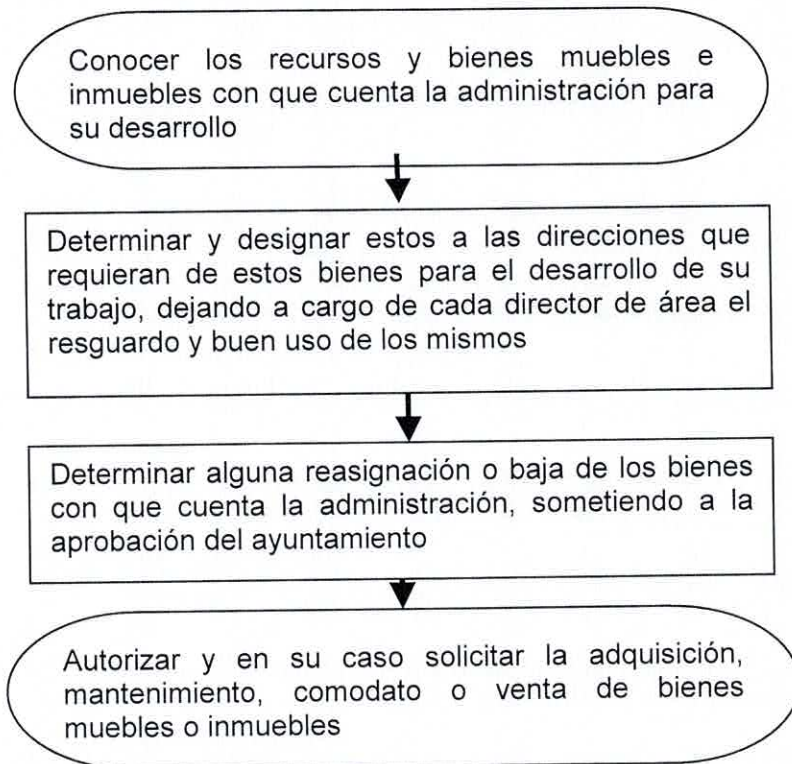 Conocer los recursos y bienes muebles e
inmuebles con que cuenta la administración para
su desarrollo
Determinar y designar estos a las direcciones que
requieran de estos bienes para el desarrollo de su
trabajo, dejando a cargo de cada director de área el
resguardo y buen uso de los mismos
Determinar alguna reasignación o baja de los bienes
con que cuenta la administración, sometiendo a la
aprobación del ayuntamiento
Autorizar y en su caso solicitar la adquisición,
mantenimiento, comodato o venta de bienes
muebles o inmuebles